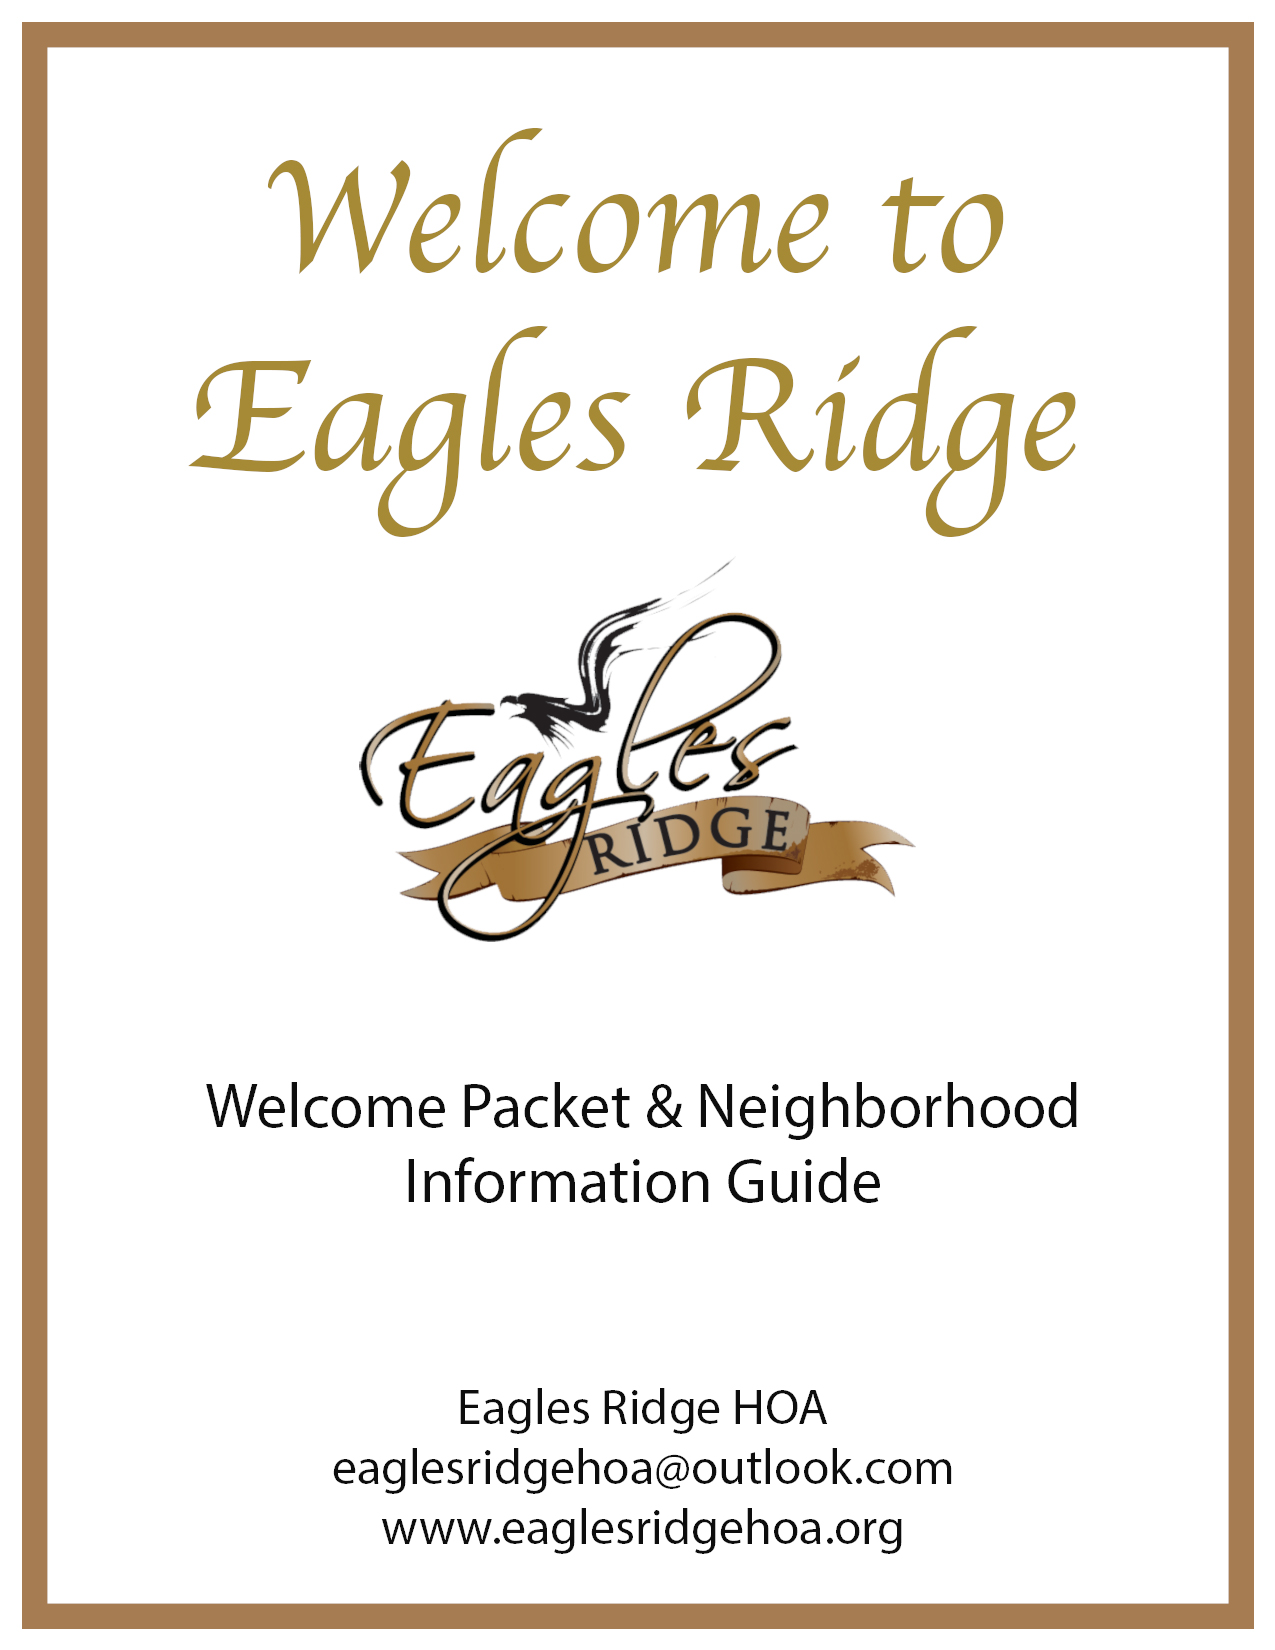 Welcome to
Eagles Ridge
Eagles
RIDGE
Welcome Packet & Neighborhood
Information Guide
Eagles Ridge HOA
eaglesridgehoa@outlook.com
www.eaglesridgehoa.org